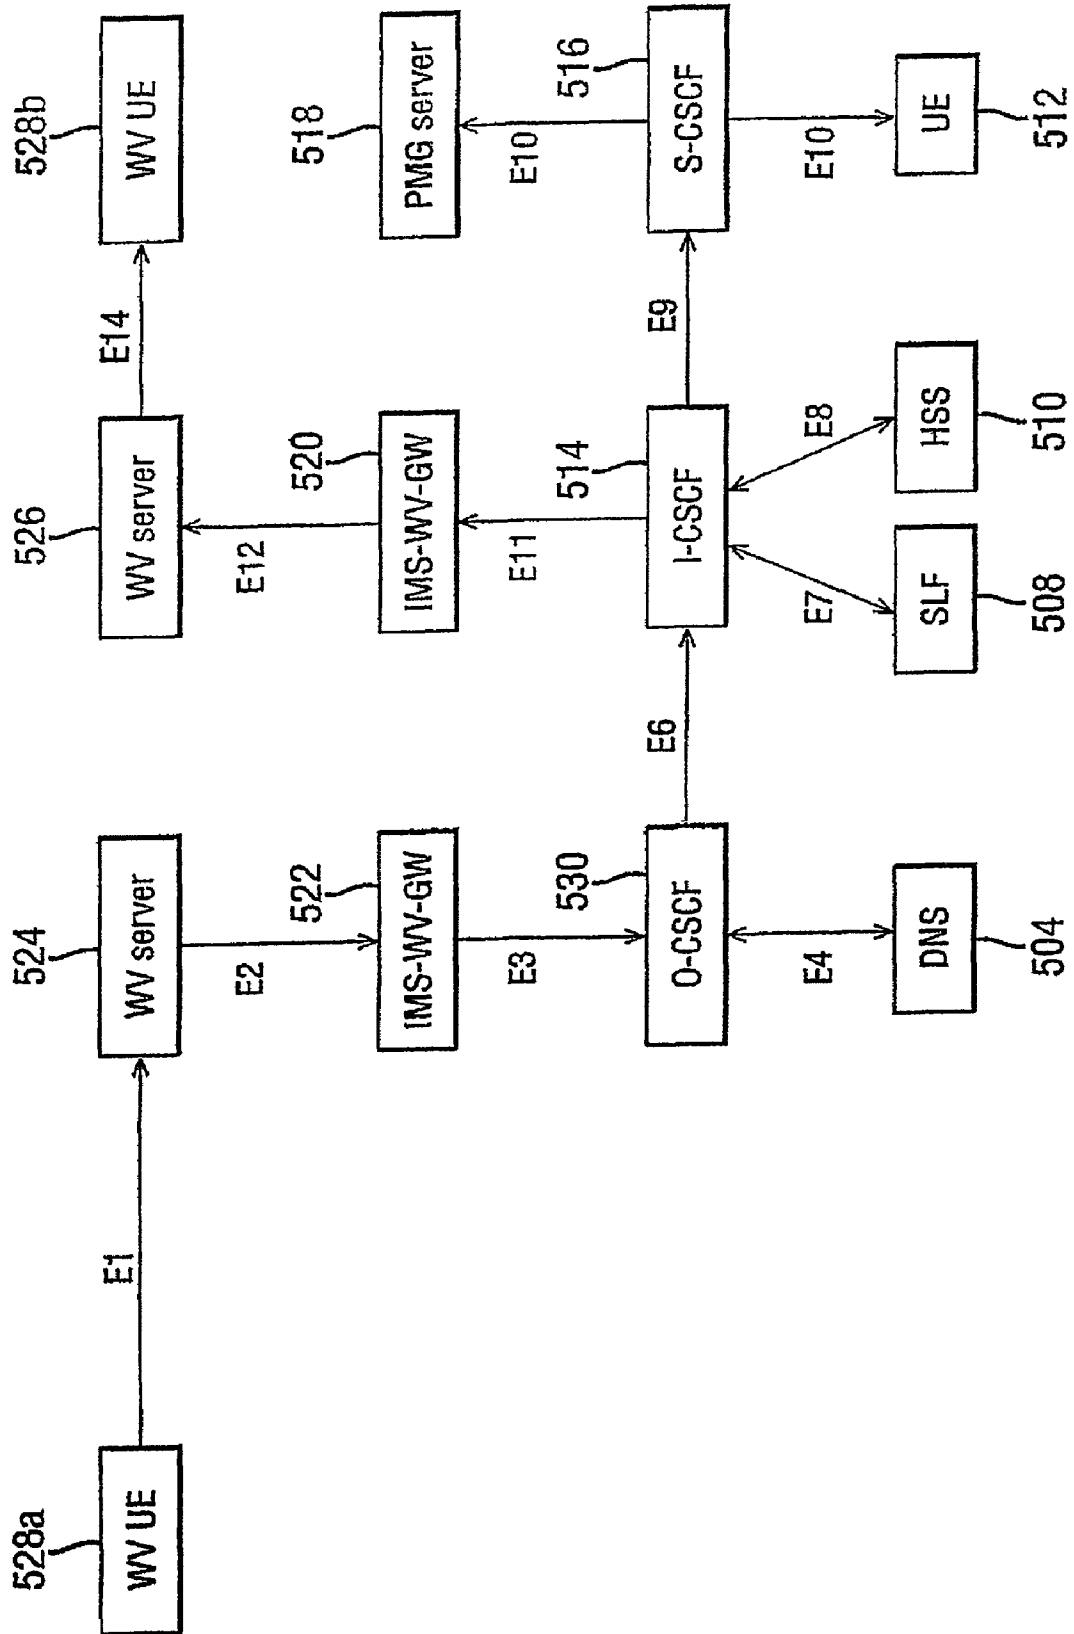 528a
WV UE
E1
524
WV server
E2
522
IMS-WV-GW
E3
530
O-CSCF
E4
DNS
504
E6
526
WV server
E14
528b
WV UE
E12
520
IMS-WV-GW
E11
514
I-CSCF
E7
SLF
508
E8
HSS
510
E9
518
PMG server
E10
516
S-CSCF
E10
UE
512